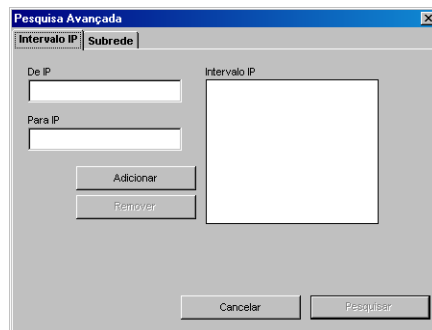 Pesquisa Avançada
Intervalo IP Subrede
De IP
Intervalo IP
Para IP
Adicionar
Remover
Cancelar
Pesquisar